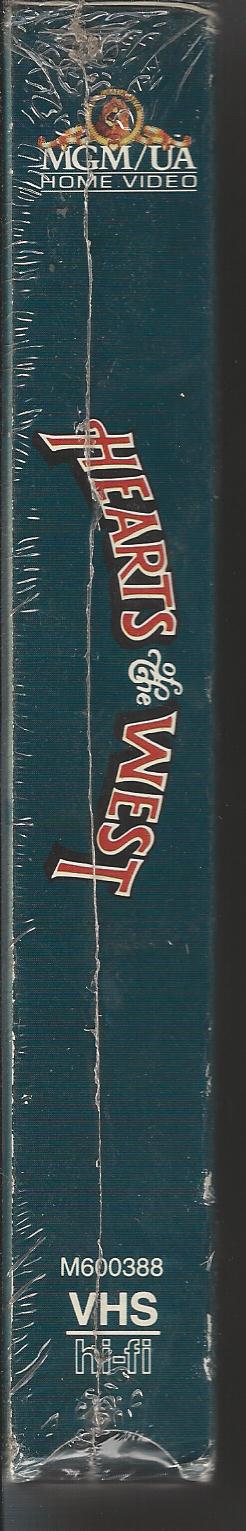 MGM/UA
HOME VIDEO
HEARTS of the WEST
M600388
VHS
hi-fi